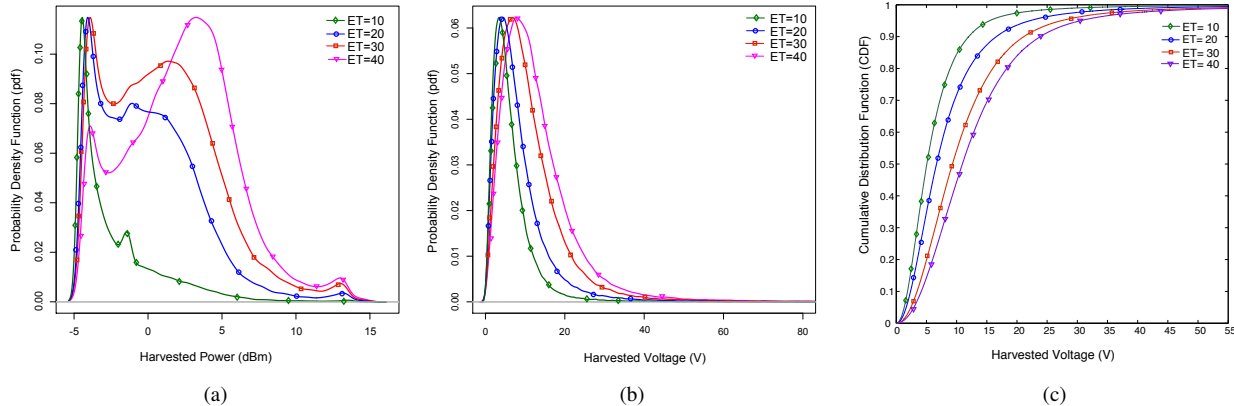 ET=10
ET=20
ET=30
ET=40
Probability Density Function (pdf)
0.00 0.02 0.04 0.06 0.08 0.10
-5 0 5 10 15
Harvested Power (dBm)
(a)
ET=10
ET=20
ET=30
ET=40
Probability Density Function (pdf)
0.00 0.01 0.02 0.03 0.04 0.05 0.06
0 20 40 60 80
Harvested Voltage (V)
(b)
ET= 10
ET= 20
ET= 30
ET= 40
Cumulative Distribution Function (CDF)
1
0.9
0.8
0.7
0.6
0.5
0.4
0.3
0.2
0.1
0
0 5 10 15 20 25 30 35 40 45 50 55
Harvested Voltage (V)
(c)